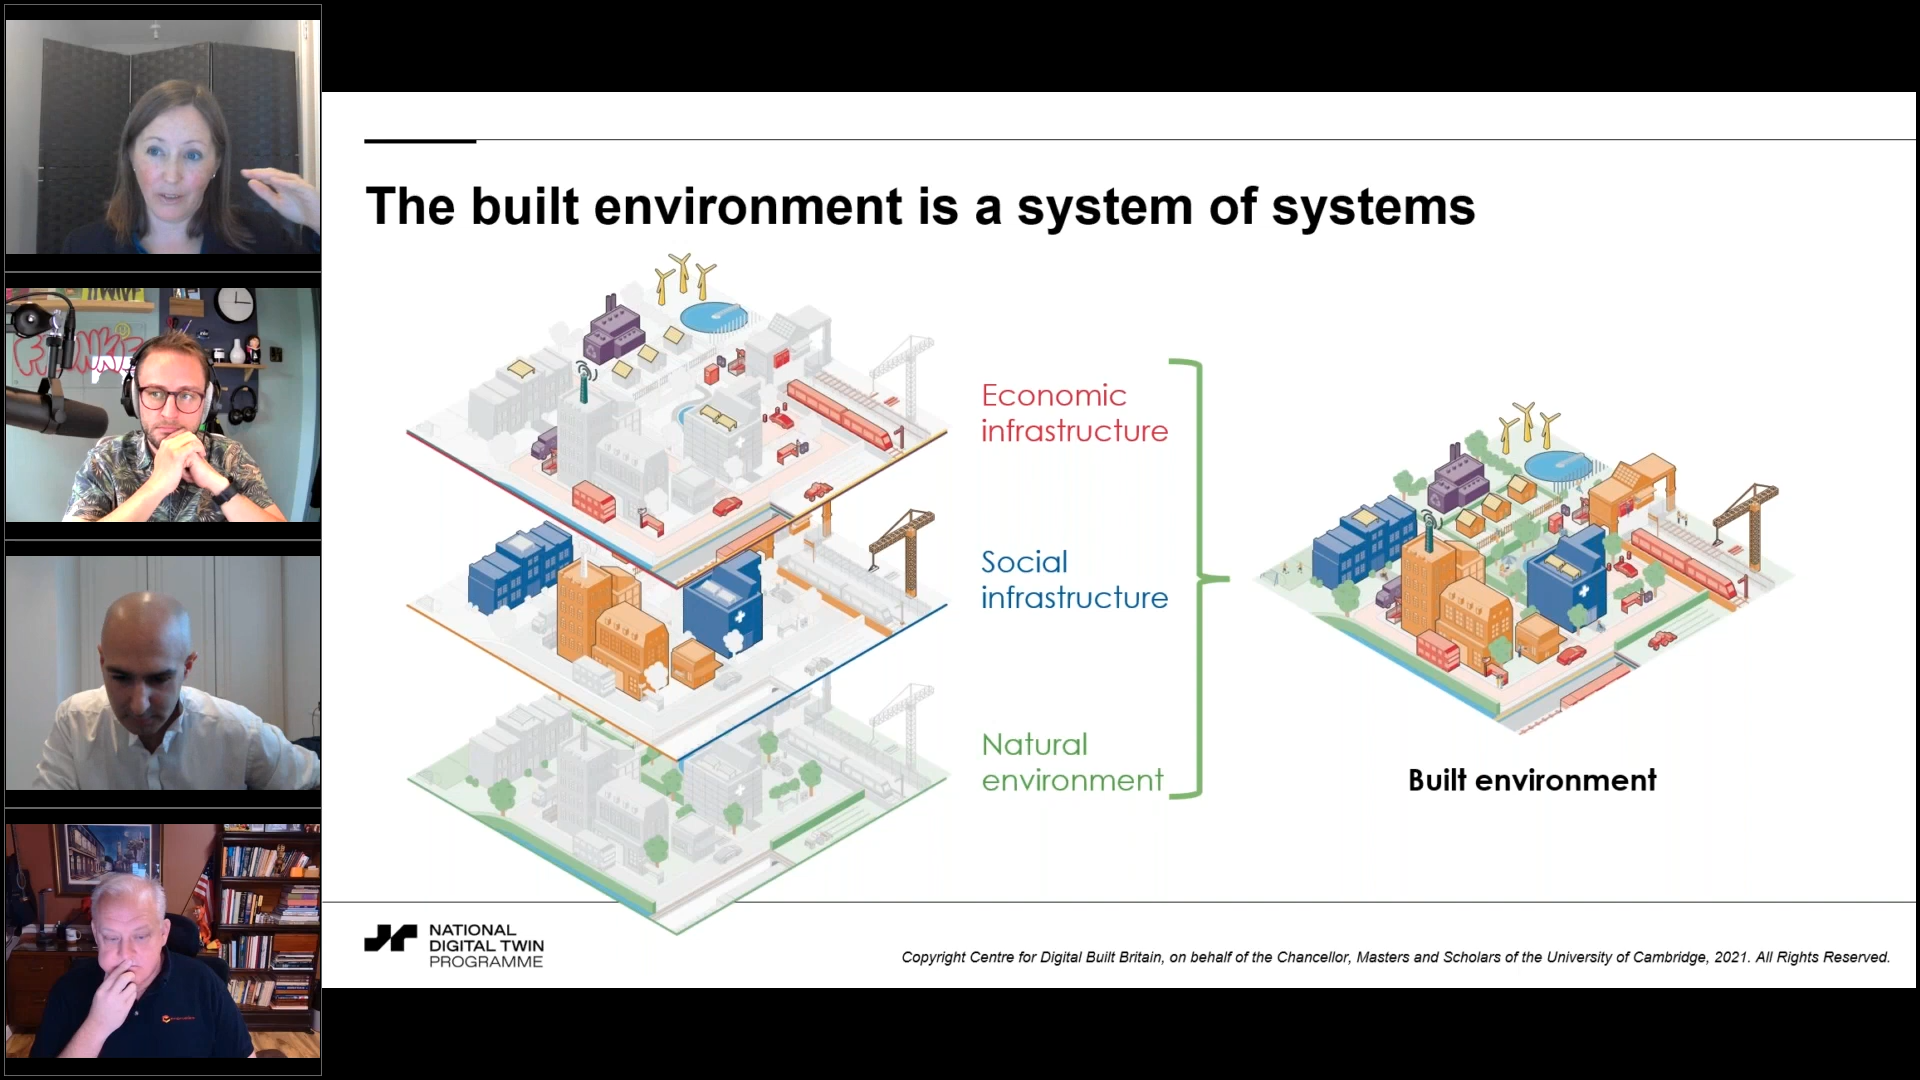 The built environment is a system of systems
Economic
infrastructure
Social
infrastructure
Natural
environment
Built environment
NATIONAL
DIGITAL TWIN
PROGRAMME
Copyright Centre for Digital Built Britain, on behalf of the Chancellor, Masters and Scholars of the University of Cambridge, 2021. All Rights Reserved.